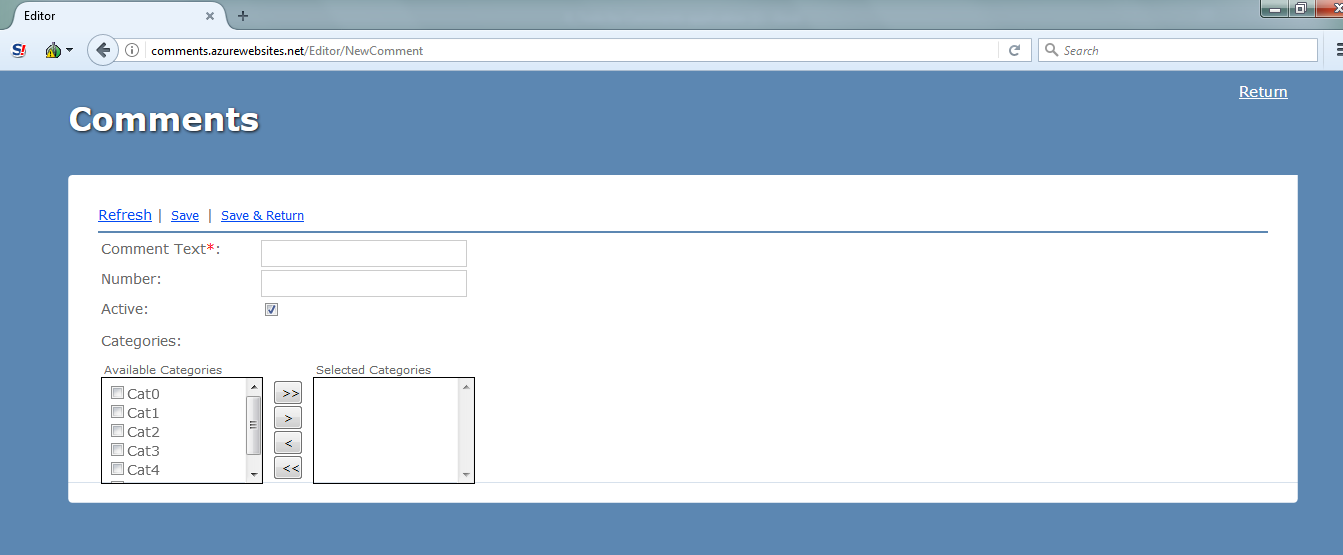 Editor
S!
comments.azurewebsites.net/Editor/NewComment
Search
Return
Comments
Refresh | Save | Save & Return
Comment Text*:
Number:
Active:
Categories:
Available Categories
Selected Categories
Cat0
Cat1
Cat2
Cat3
Cat4
>>
>
<
<<